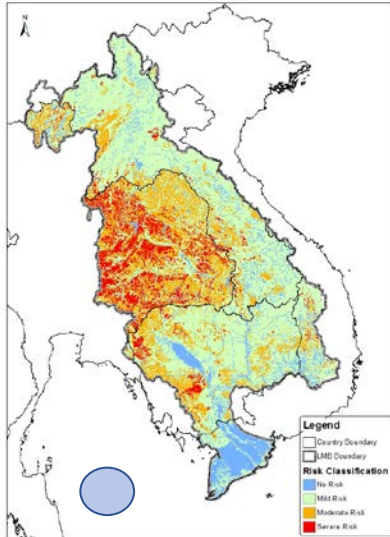 N
Legend
Country Boundary
LMB Boundary
Risk Classification
No Risk
Mild Risk
Moderate Risk
Severe Risk